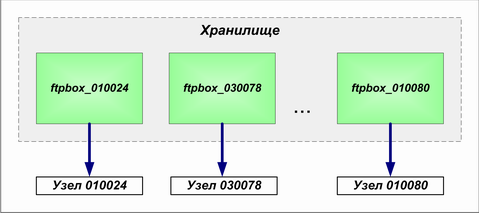 Хранилище
ftpbox_010024
ftpbox_030078
...
ftpbox_010080
Узел 010024
Узел 030078
Узел 010080